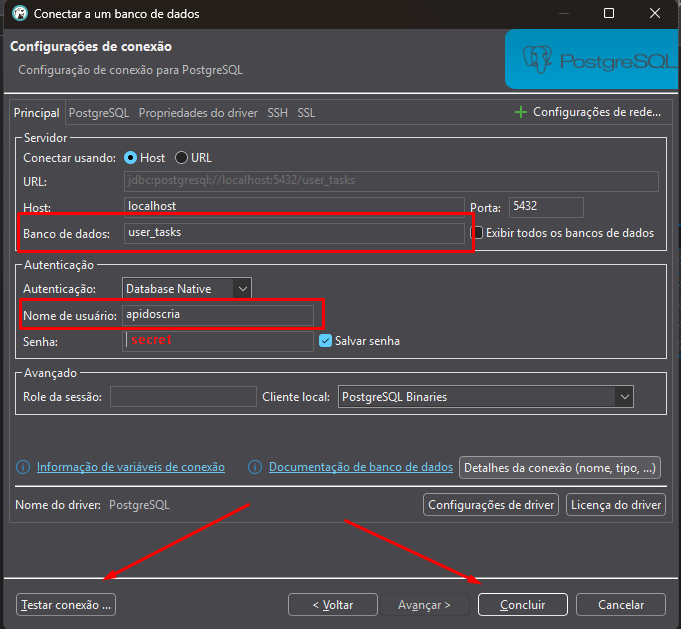 Conectar a um banco de dados
Configurações de conexão
Configuração de conexão para PostgreSQL
PostgreSQL
Principal PostgreSQL Propriedades do driver SSH SSL Configurações de rede...
Servidor
Conectar usando: Host URL
URL: jdbc:postgresql://localhost:5432/user_tasks
Host: localhost Porta: 5432
Banco de dados: user_tasks Exibir todos os bancos de dados
Autenticação
Autenticação: Database Native
Nome de usuário: apidoscria
Senha: secret Salvar senha
Avançado
Role da sessão: Cliente local: PostgreSQL Binaries
Informação de variáveis de conexão Documentação de banco de dados Detalhes da conexão (nome, tipo, ...)
Nome do driver: PostgreSQL Configurações de driver Licença do driver
Testar conexão ... < Voltar Avançar > Concluir Cancelar